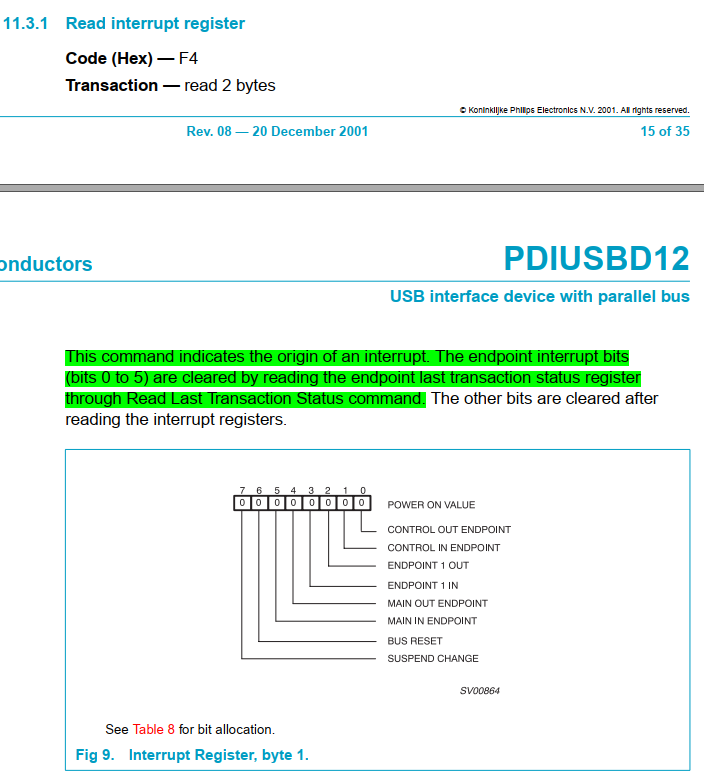 11.3.1 Read interrupt register
Code (Hex) — F4
Transaction — read 2 bytes
© Koninklijke Philips Electronics N.V. 2001. All rights reserved.
Rev. 08 — 20 December 2001 15 of 35
onductors PDIUSBD12
USB interface device with parallel bus
This command indicates the origin of an interrupt. The endpoint interrupt bits
(bits 0 to 5) are cleared by reading the endpoint last transaction status register
through Read Last Transaction Status command. The other bits are cleared after
reading the interrupt registers.
7 6 5 4 3 2 1 0
0 0 0 0 0 0 0 0 POWER ON VALUE
CONTROL OUT ENDPOINT
CONTROL IN ENDPOINT
ENDPOINT 1 OUT
ENDPOINT 1 IN
MAIN OUT ENDPOINT
MAIN IN ENDPOINT
BUS RESET
SUSPEND CHANGE
SV00864
See Table 8 for bit allocation.
Fig 9. Interrupt Register, byte 1.